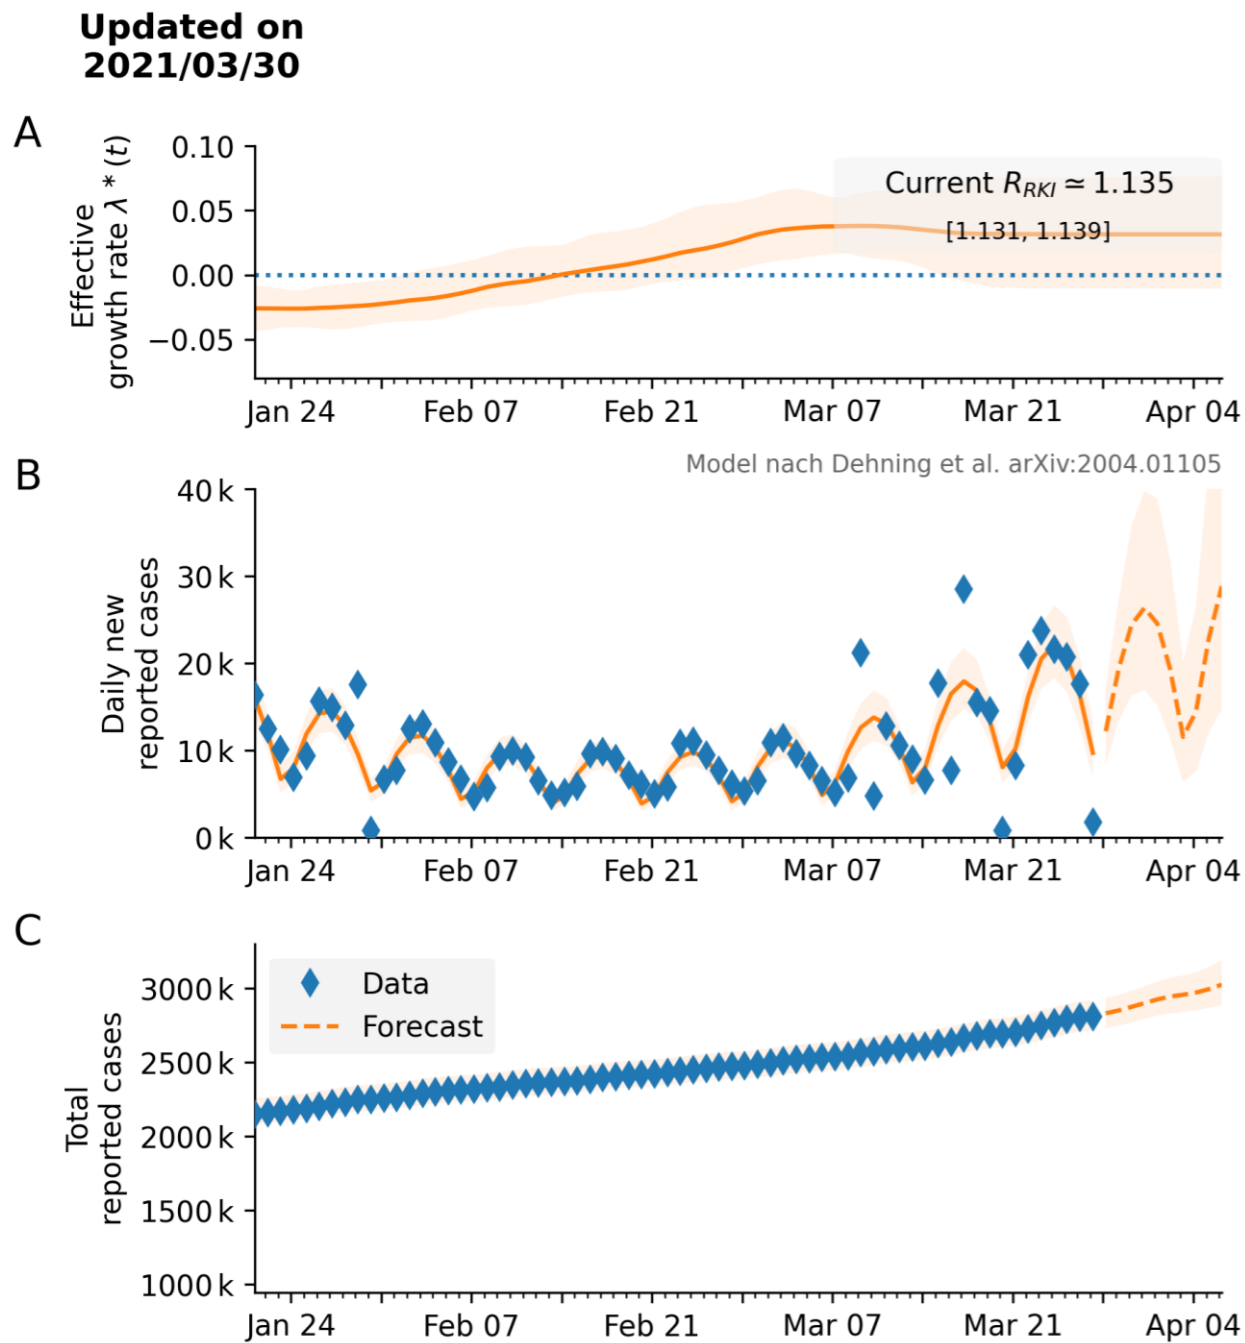 Updated on
2021/03/30
A
Effective
growth rate λ * (t)
0.10
0.05
0.00
−0.05
Current R_RKI ≃ 1.135
[1.131, 1.139]
Jan 24
Feb 07
Feb 21
Mar 07
Mar 21
Apr 04
B
Model nach Dehning et al. arXiv:2004.01105
Daily new
reported cases
40 k
30 k
20 k
10 k
0 k
Jan 24
Feb 07
Feb 21
Mar 07
Mar 21
Apr 04
C
Total
reported cases
3000 k
2500 k
2000 k
1500 k
1000 k
Data
Forecast
Jan 24
Feb 07
Feb 21
Mar 07
Mar 21
Apr 04